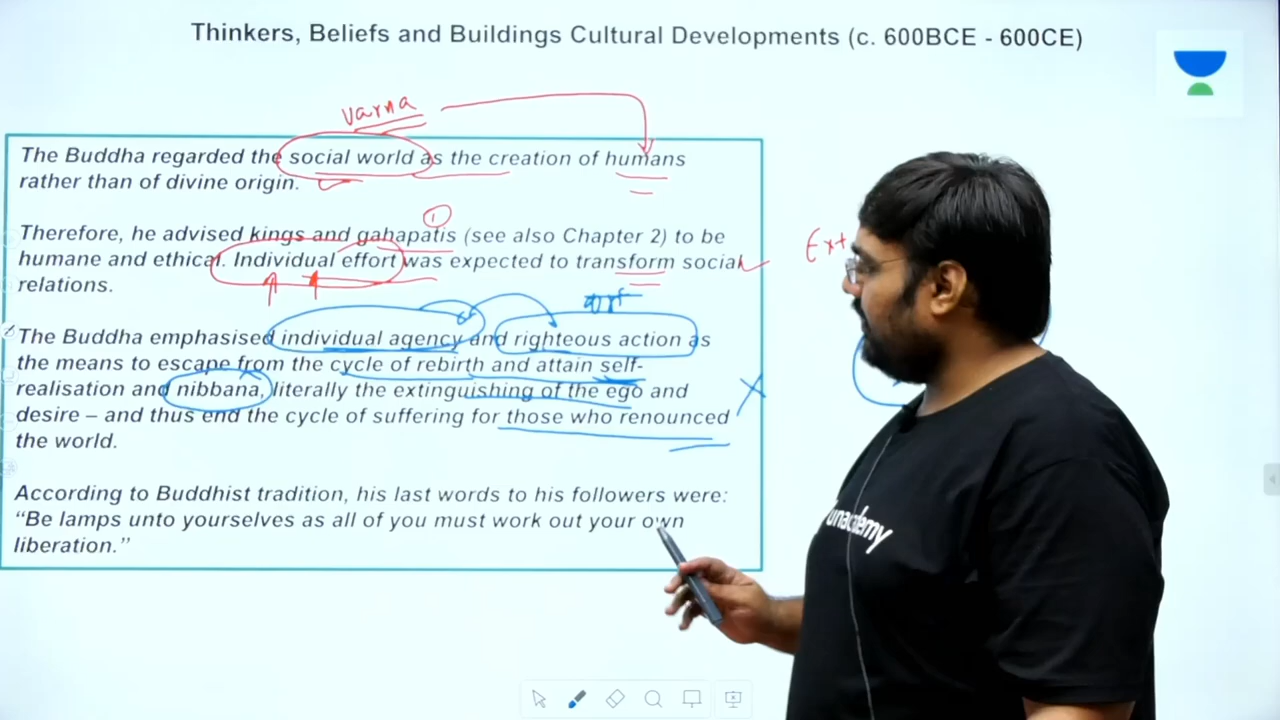 Thinkers, Beliefs and Buildings Cultural Developments (c. 600BCE - 600CE)
varna
The Buddha regarded the social world as the creation of humans
rather than of divine origin.
1
Therefore, he advised kings and gahapatis (see also Chapter 2) to be
humane and ethical. Individual effort was expected to transform social
relations.
Ext
The Buddha emphasised individual agency and righteous action as
the means to escape from the cycle of rebirth and attain self-
realisation and nibbana, literally the extinguishing of the ego and
desire – and thus end the cycle of suffering for those who renounced
the world.
According to Buddhist tradition, his last words to his followers were:
“Be lamps unto yourselves as all of you must work out your own
liberation.”
unacademy